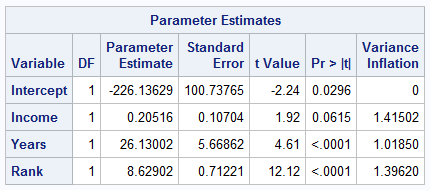 Parameter Estimates
Variable DF Parameter Estimate Standard Error t Value Pr > |t| Variance Inflation
Intercept 1 -226.13629 100.73765 -2.24 0.0296 0
Income 1 0.20516 0.10704 1.92 0.0615 1.41502
Years 1 26.13002 5.66862 4.61 <.0001 1.01850
Rank 1 8.62902 0.71221 12.12 <.0001 1.39620